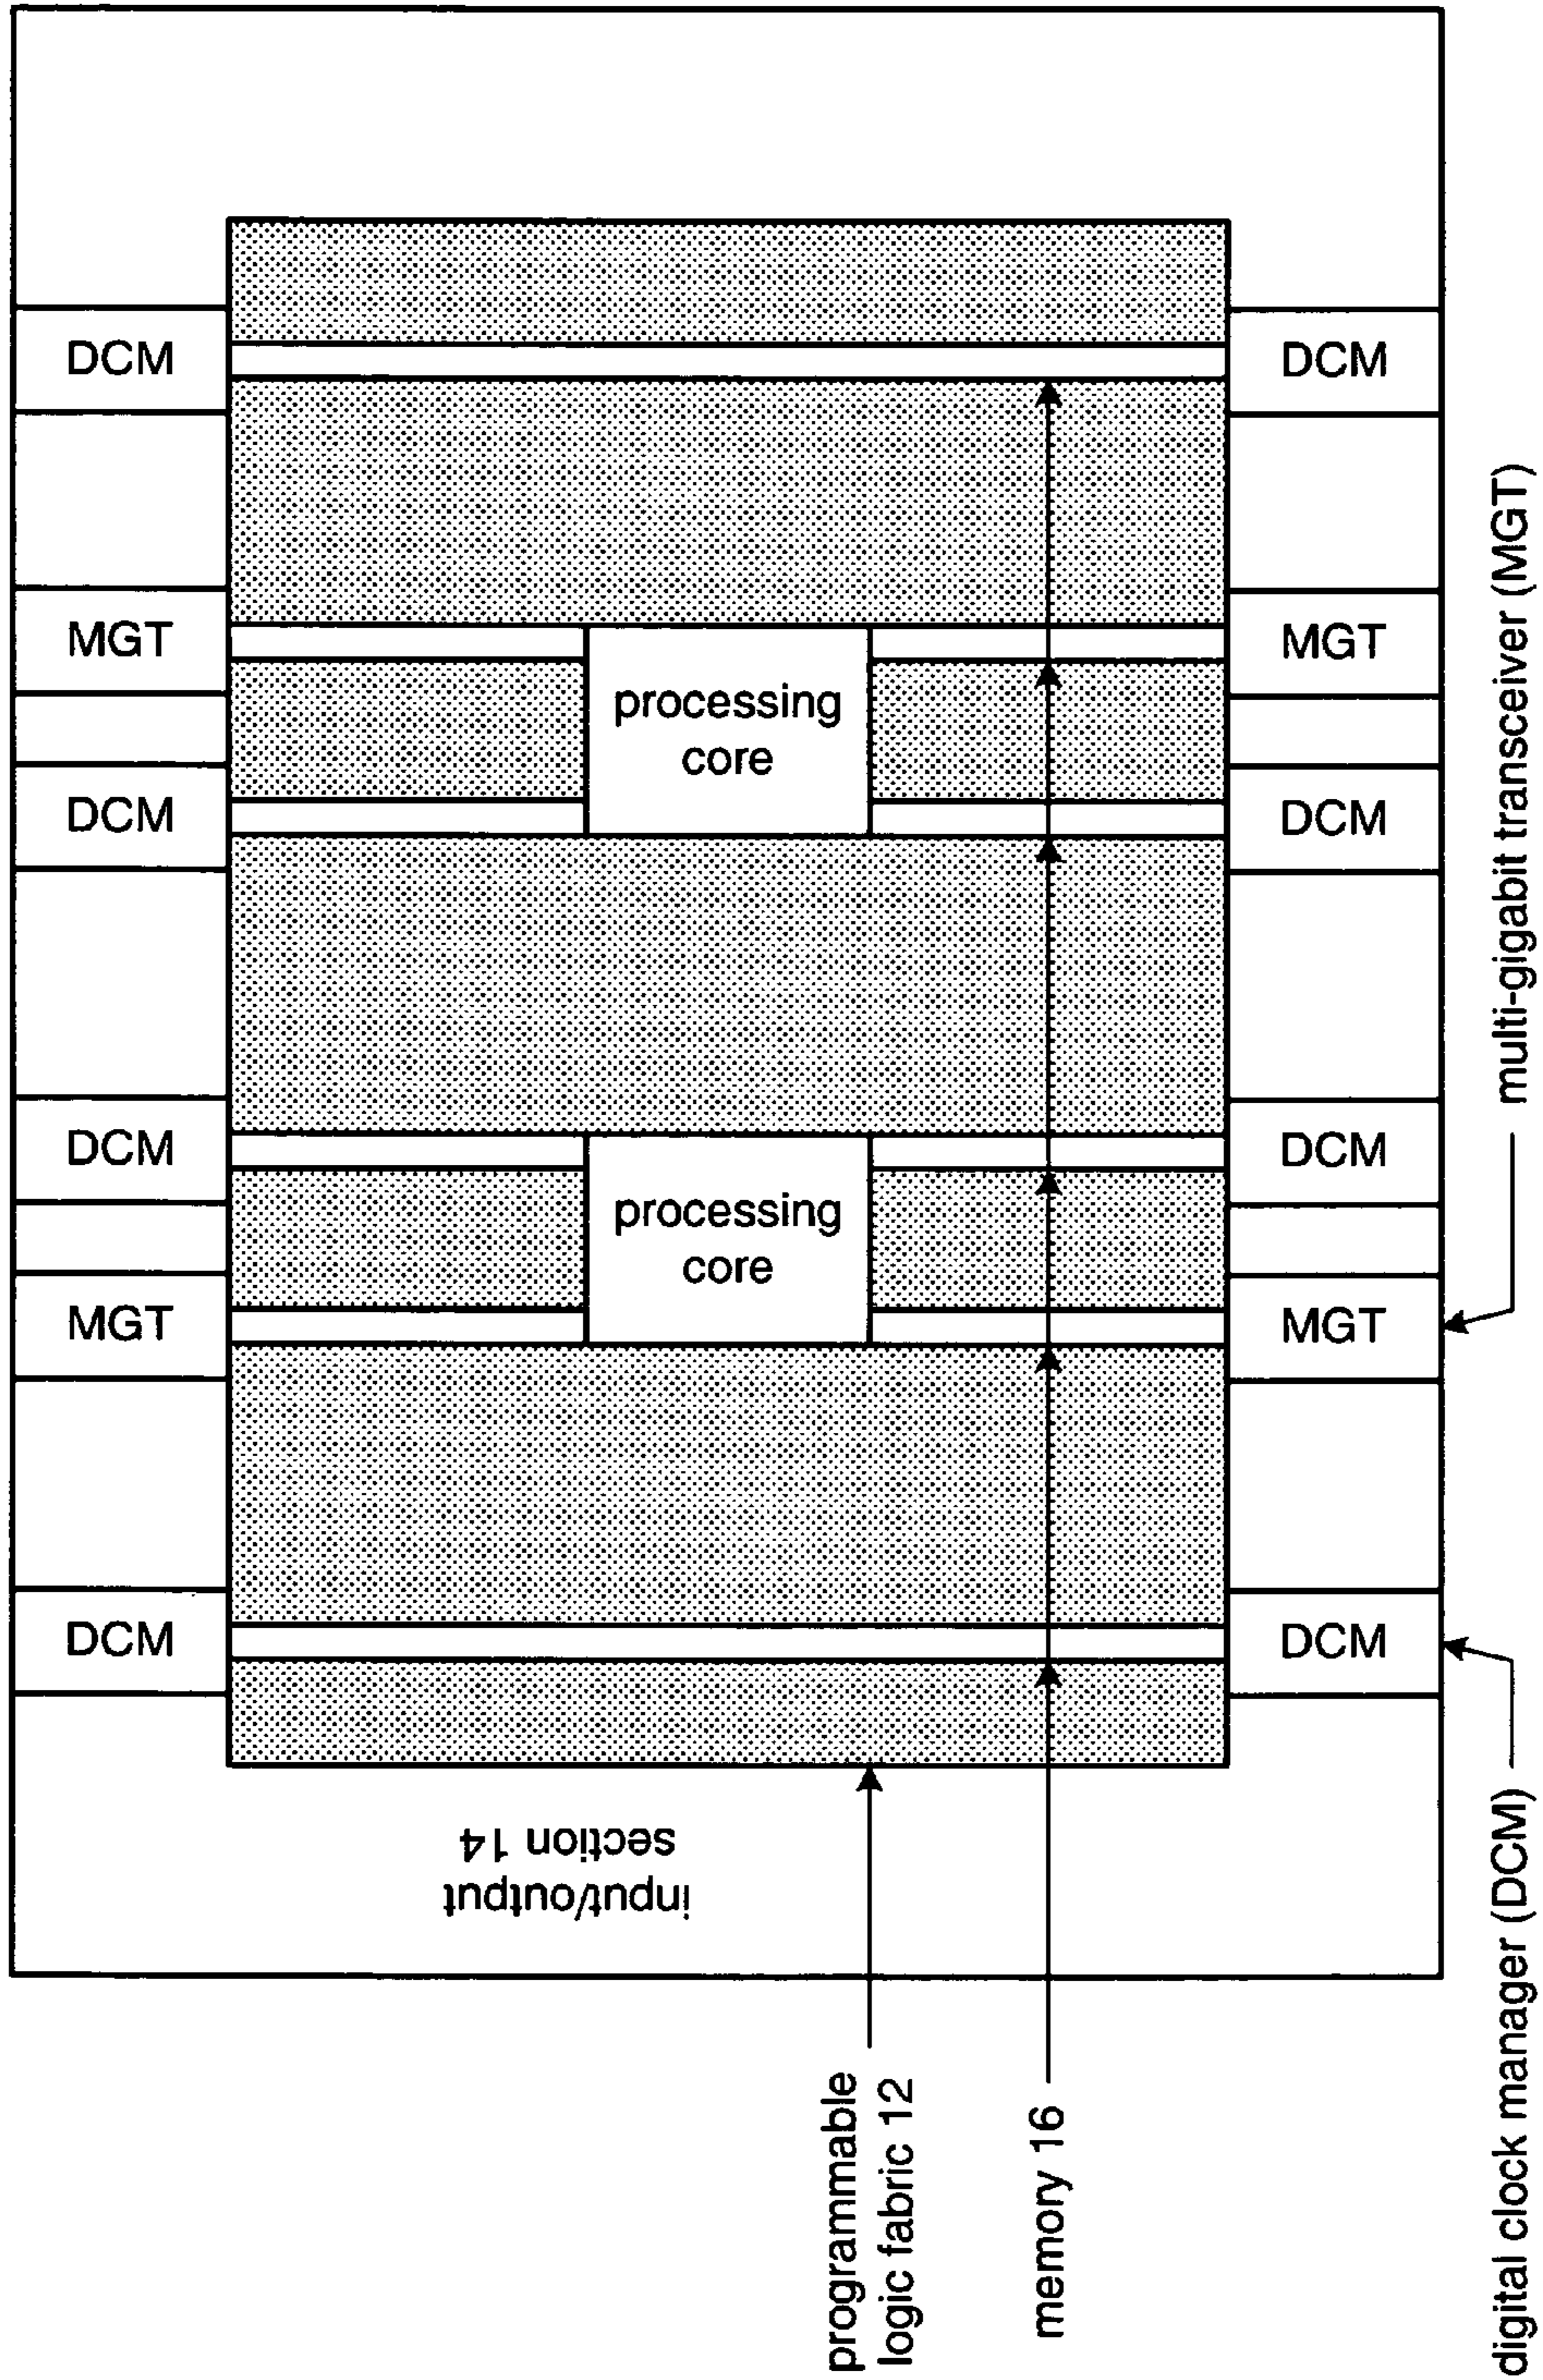 DCM
DCM
MGT
MGT
processing
core
DCM
DCM
DCM
DCM
processing
core
MGT
MGT
DCM
DCM
input/output
section 14
programmable
logic fabric 12
memory 16
multi-gigabit transceiver (MGT)
digital clock manager (DCM)